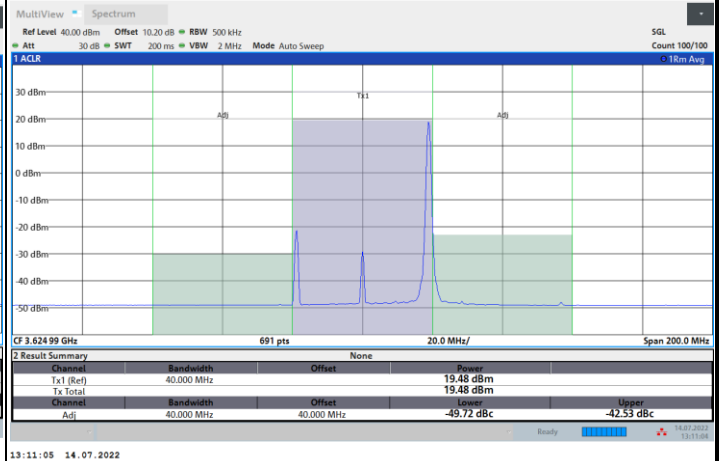 MultiView Spectrum
Ref Level 40.00 dBm Offset 10.20 dB RBW 500 kHz SGL
Att 30 dB SWT 200 ms VBW 2 MHz Mode Auto Sweep Count 100/100
1 ACLR 1Rm Avg
30 dBm
Tx1
20 dBm
Adj Adj
10 dBm
0 dBm
-10 dBm
-20 dBm
-30 dBm
-40 dBm
-50 dBm
CF 3.624 99 GHz 691 pts 20.0 MHz/ Span 200.0 MHz
2 Result Summary None
Channel Bandwidth Offset Power
Tx1 (Ref) 40.000 MHz 19.48 dBm
Tx Total 19.48 dBm
Channel Bandwidth Offset Lower Upper
Adj 40.000 MHz 40.000 MHz -49.72 dBc -42.53 dBc
Ready 14.07.2022
13:11:04
13:11:05 14.07.2022